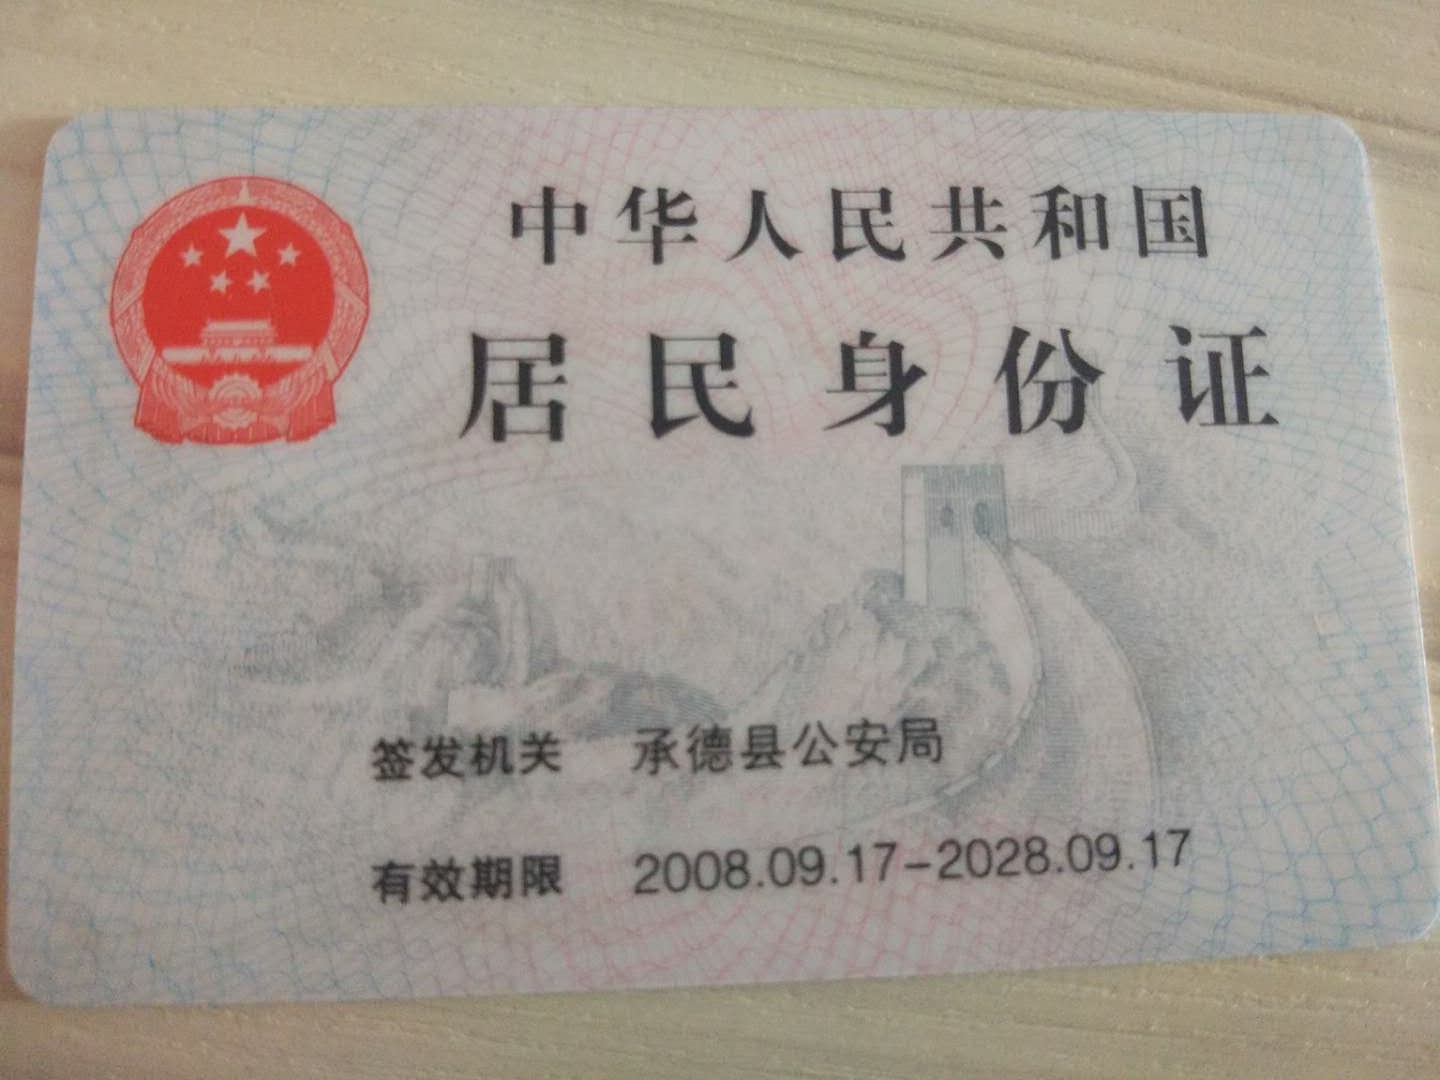 中华人民共和国
居民身份证
签发机关 承德县公安局
有效期限 2008.09.17-2028.09.17